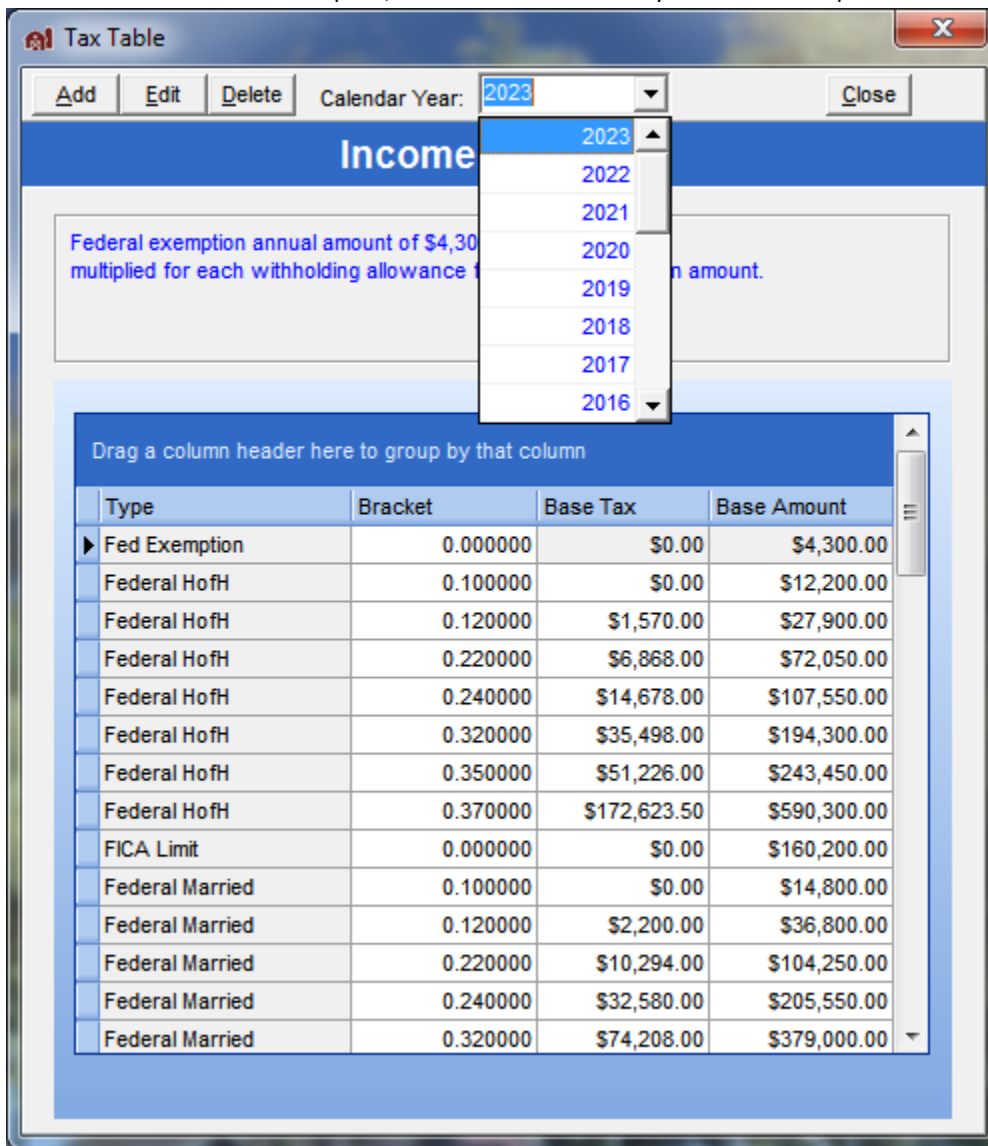 Tax Table
Add Edit Delete Calendar Year: 2023 Close
Income
2023
2022
2021
2020
2019
2018
2017
2016
Federal exemption annual amount of $4,30
multiplied for each withholding allowance n amount.
Drag a column header here to group by that column
Type Bracket Base Tax Base Amount
Fed Exemption 0.000000 $0.00 $4,300.00
Federal HofH 0.100000 $0.00 $12,200.00
Federal HofH 0.120000 $1,570.00 $27,900.00
Federal HofH 0.220000 $6,868.00 $72,050.00
Federal HofH 0.240000 $14,678.00 $107,550.00
Federal HofH 0.320000 $35,498.00 $194,300.00
Federal HofH 0.350000 $51,226.00 $243,450.00
Federal HofH 0.370000 $172,623.50 $590,300.00
FICA Limit 0.000000 $0.00 $160,200.00
Federal Married 0.100000 $0.00 $14,800.00
Federal Married 0.120000 $2,200.00 $36,800.00
Federal Married 0.220000 $10,294.00 $104,250.00
Federal Married 0.240000 $32,580.00 $205,550.00
Federal Married 0.320000 $74,208.00 $379,000.00